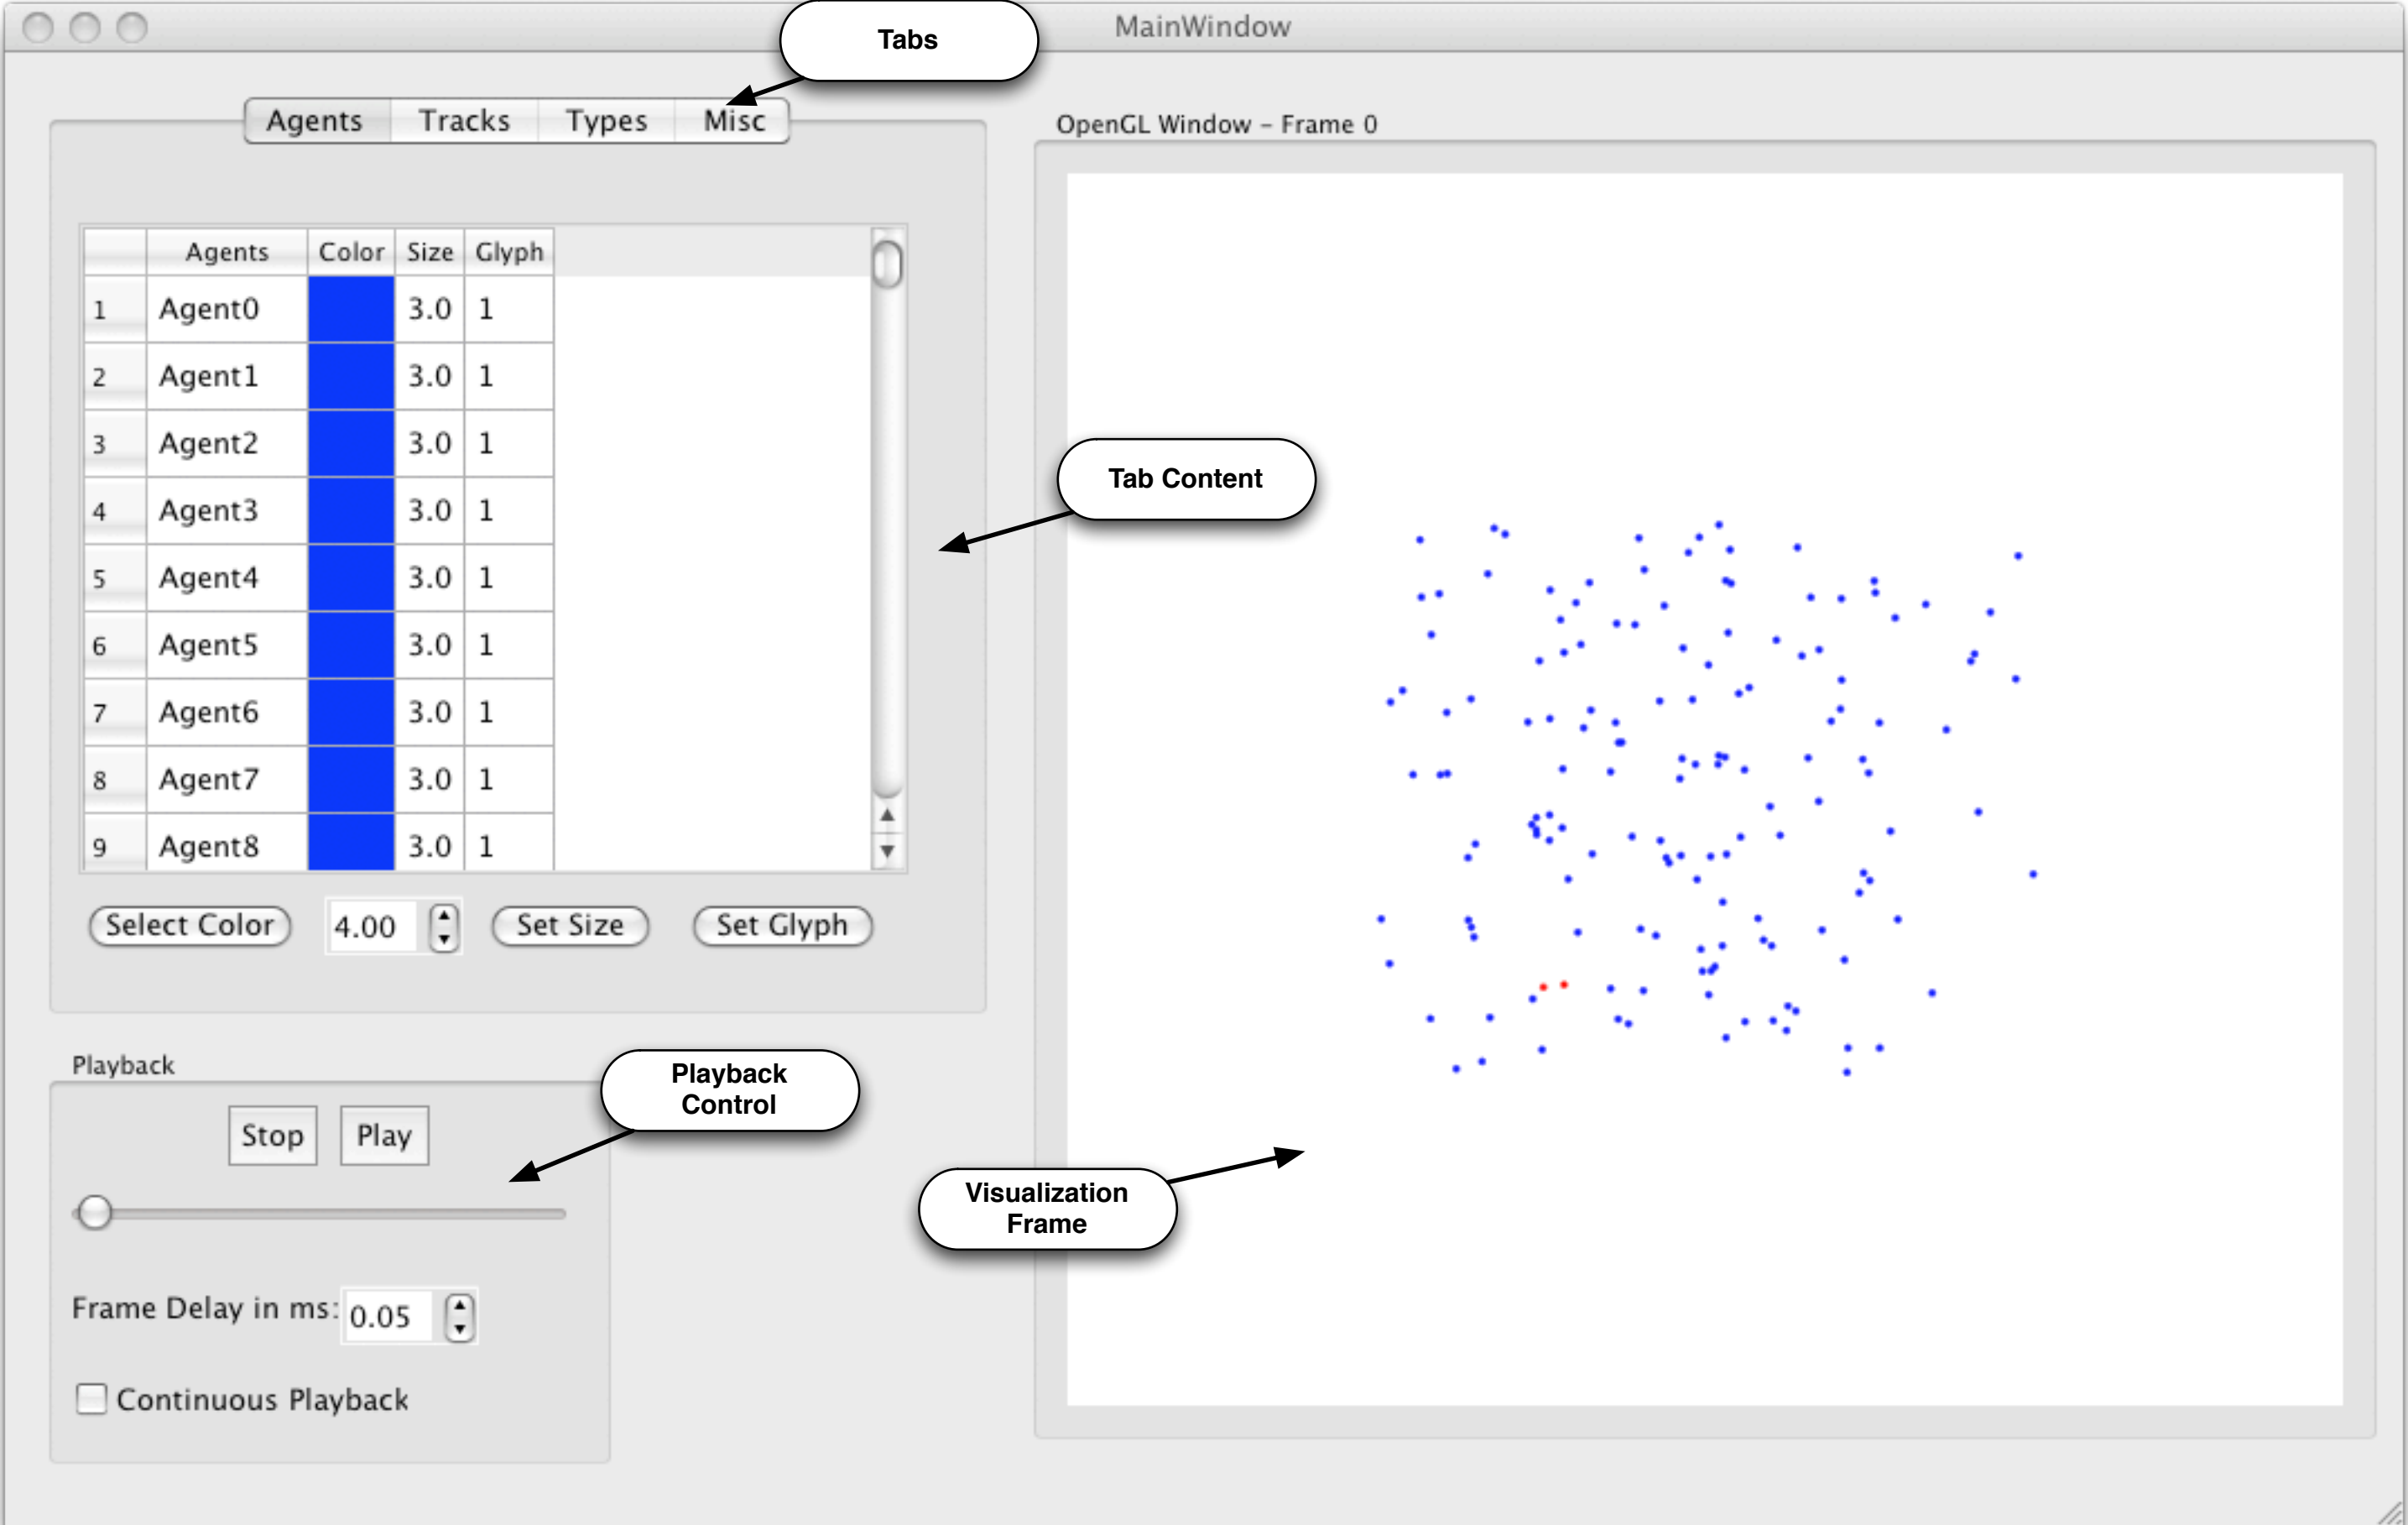 MainWindow
Tabs
Agents Tracks Types Misc
OpenGL Window - Frame 0
Agents Color Size Glyph
1 Agent0 3.0 1
2 Agent1 3.0 1
3 Agent2 3.0 1
4 Agent3 3.0 1
5 Agent4 3.0 1
6 Agent5 3.0 1
7 Agent6 3.0 1
8 Agent7 3.0 1
9 Agent8 3.0 1
Tab Content
Select Color 4.00 Set Size Set Glyph
Playback
Playback
Control
Stop Play
Visualization
Frame
Frame Delay in ms: 0.05
Continuous Playback